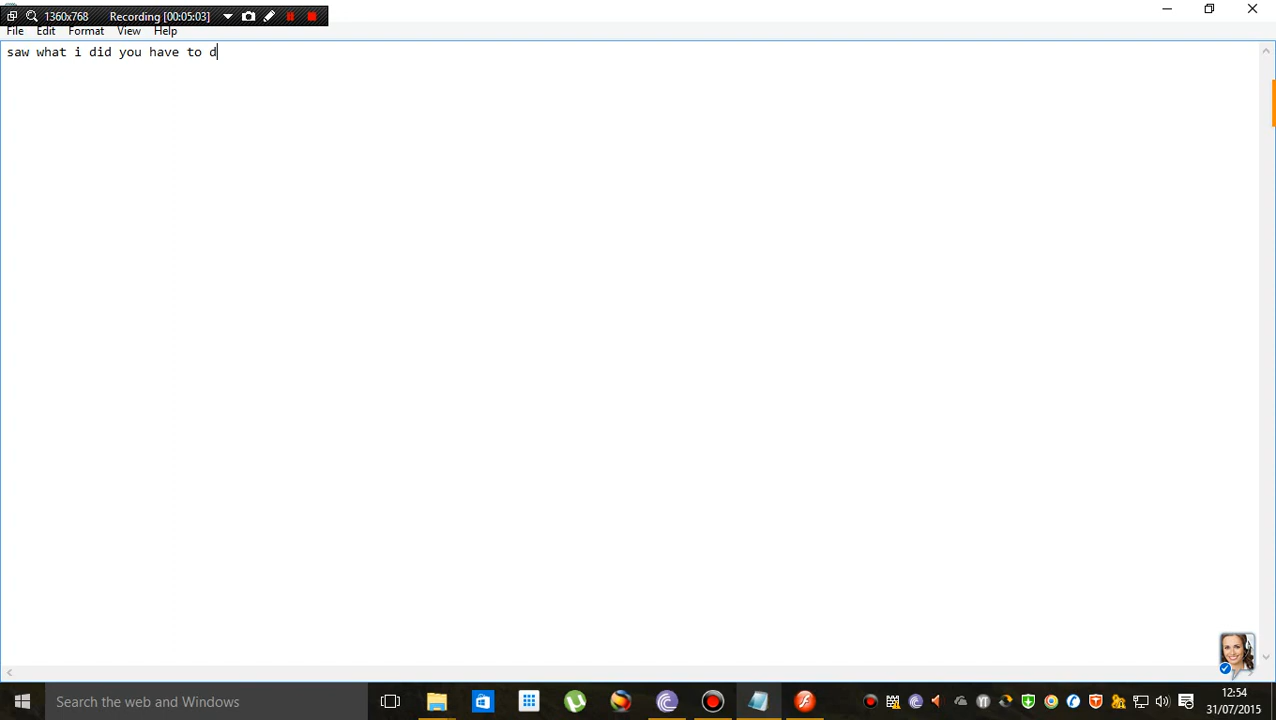 1360x768 Recording [00:05:03]
File Edit Format View Help
saw what i did you have to d
Search the web and Windows
12:54
31/07/2015